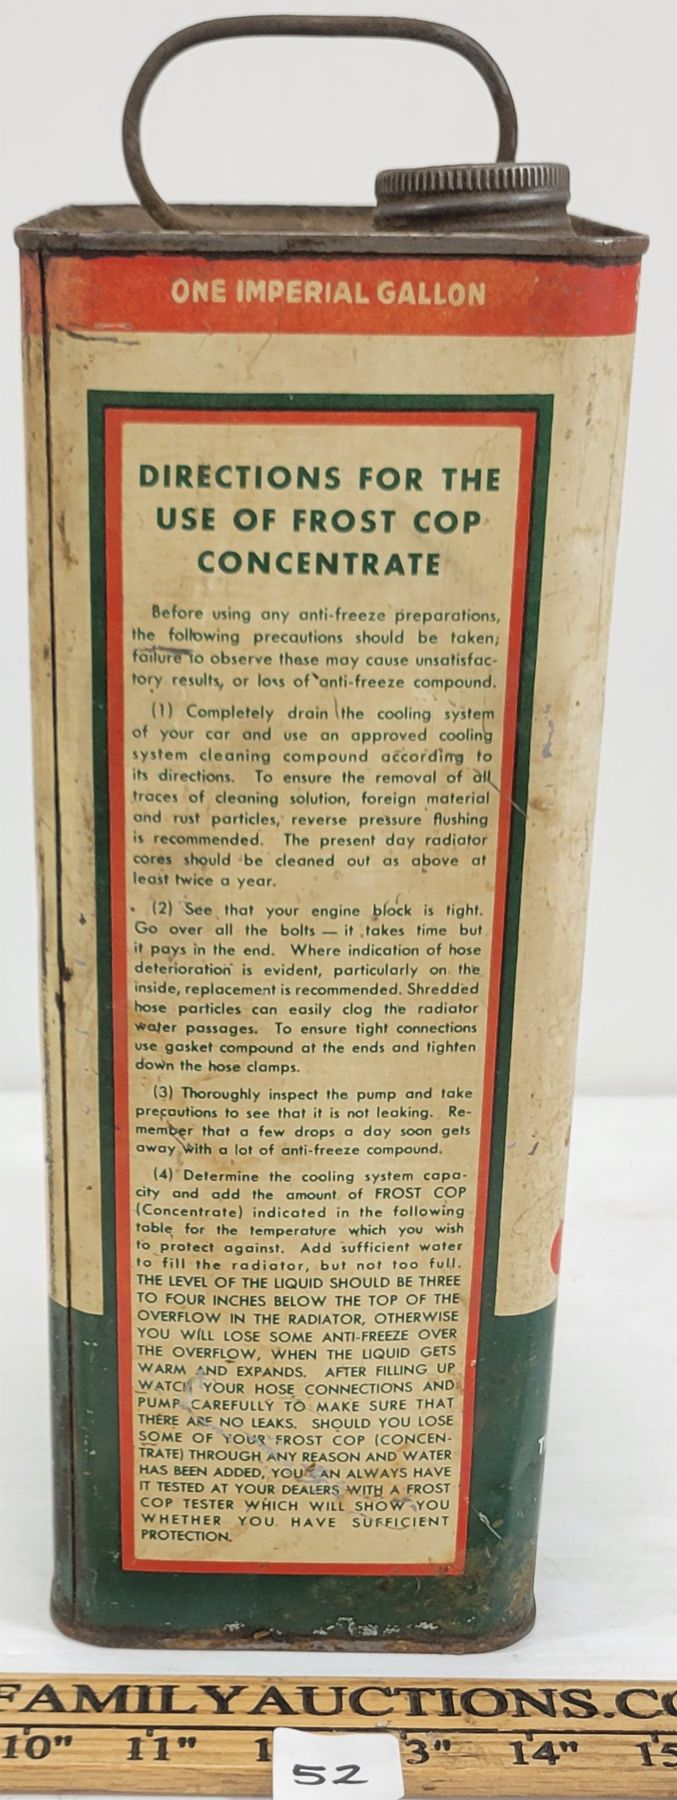 ONE IMPERIAL GALLON
DIRECTIONS FOR THE
USE OF FROST COP
CONCENTRATE
Before using any anti-freeze preparations,
the following precautions should be taken;
failure to observe these may cause unsatisfac-
tory results, or loss of anti-freeze compound.
(1) Completely drain the cooling system
of your car and use an approved cooling
system cleaning compound according to
its directions. To ensure the removal of all
traces of cleaning solution, foreign material
and rust particles, reverse pressure flushing
is recommended. The present day radiator
cores should be cleaned out as above at
least twice a year.
(2) See that your engine block is tight.
Go over all the bolts — it takes time but
it pays in the end. Where indication of hose
deterioration is evident, particularly on the
inside, replacement is recommended. Shredded
hose particles can easily clog the radiator
water passages. To ensure tight connections
use gasket compound at the ends and tighten
down the hose clamps.
(3) Thoroughly inspect the pump and take
precautions to see that it is not leaking. Re-
member that a few drops a day soon gets
away with a lot of anti-freeze compound.
(4) Determine the cooling system capa-
city and add the amount of FROST COP
(Concentrate) indicated in the following
table for the temperature which you wish
to protect against. Add sufficient water
to fill the radiator, but not too full.
THE LEVEL OF THE LIQUID SHOULD BE THREE
TO FOUR INCHES BELOW THE TOP OF THE
OVERFLOW IN THE RADIATOR, OTHERWISE
YOU WILL LOSE SOME ANTI-FREEZE OVER
THE OVERFLOW, WHEN THE LIQUID GETS
WARM AND EXPANDS. AFTER FILLING UP
WATCH YOUR HOSE CONNECTIONS AND
PUMP CAREFULLY TO MAKE SURE THAT
THERE ARE NO LEAKS. SHOULD YOU LOSE
SOME OF YOUR FROST COP (CONCEN-
TRATE) THROUGH ANY REASON AND WATER
HAS BEEN ADDED, YOU CAN ALWAYS HAVE
IT TESTED AT YOUR DEALERS WITH A FROST
COP TESTER WHICH WILL SHOW YOU
WHETHER YOU HAVE SUFFICIENT
PROTECTION.
FAMILYAUCTIONS.CO
10" 11" 1 3" 14" 15
52